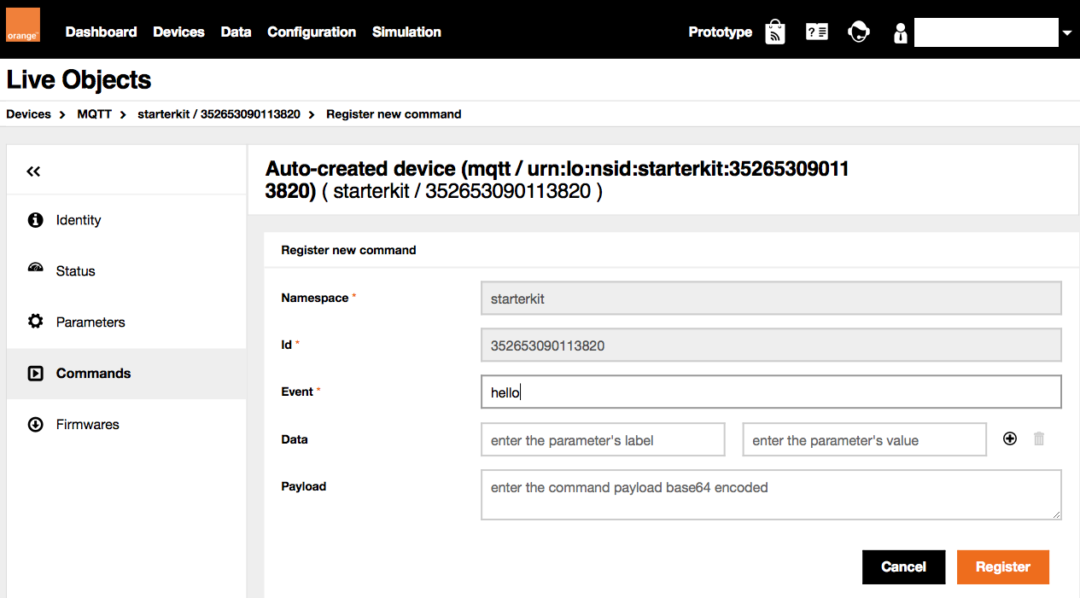 orange
Dashboard Devices Data Configuration Simulation Prototype
Live Objects
Devices > MQTT > starterkit / 352653090113820 > Register new command
Auto-created device (mqtt / urn:lo:nsid:starterkit:35265309011
3820) ( starterkit / 352653090113820 )
Identity
Status
Parameters
Commands
Firmwares
Register new command
Namespace * starterkit
Id * 352653090113820
Event * hello
Data enter the parameter's label enter the parameter's value
Payload enter the command payload base64 encoded
Cancel Register